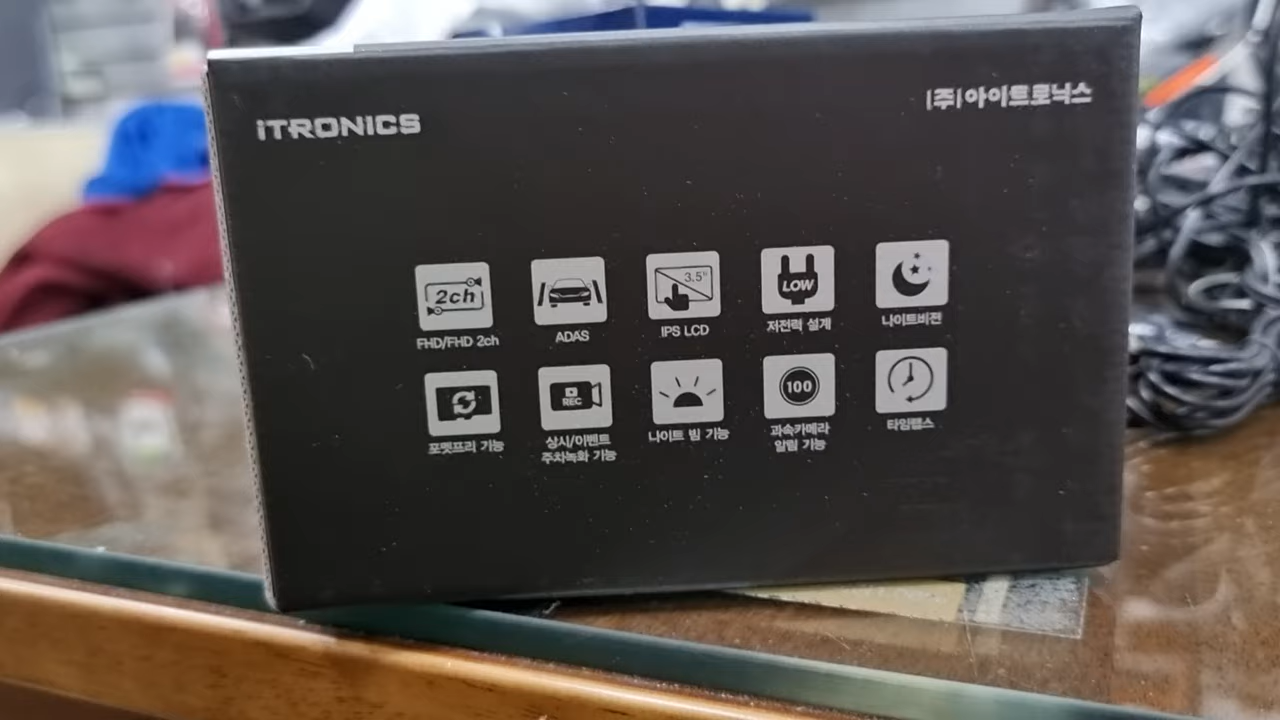 iTRONICS
|주|아이트로닉스
2ch
3.5"
LOW
FHD/FHD 2ch
ADAS
IPS LCD
저전력 설계
나이트비전
REC
100
포멧프리 기능
상시/이벤트
주차녹화 기능
나이트 빔 기능
과속카메라
알림 기능
타임랩스